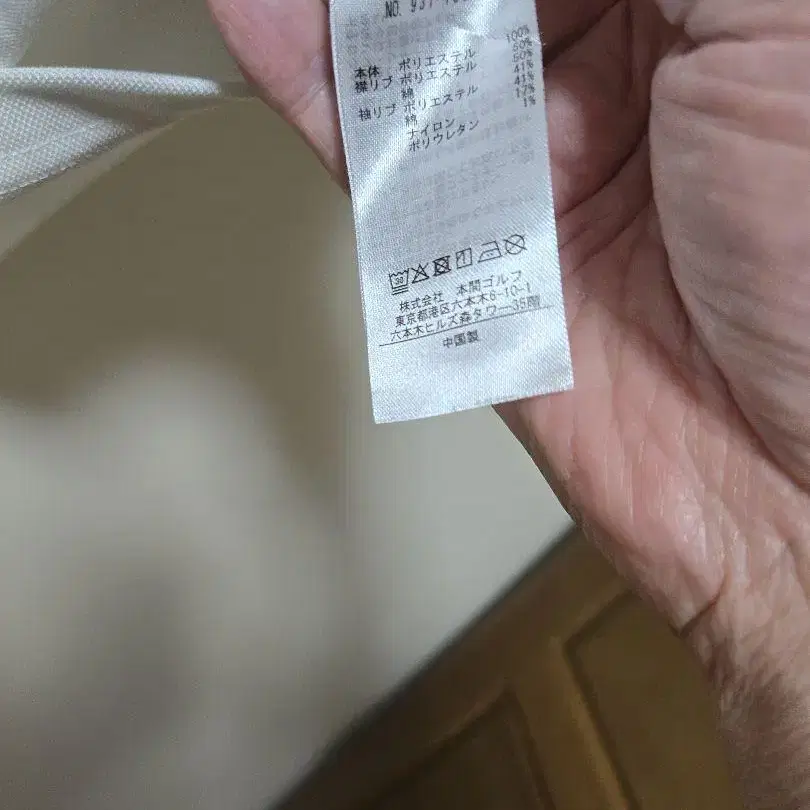 NO. 931
本体 ポリエステル 100%
襟リブ ポリエステル 50%
綿 50%
袖リブ ポリエステル 41%
綿 41%
ナイロン 17%
ポリウレタン 1%
30
株式会社 本間ゴルフ
東京都港区六本木6-10-1
六本木ヒルズ森タワー35階
中国製